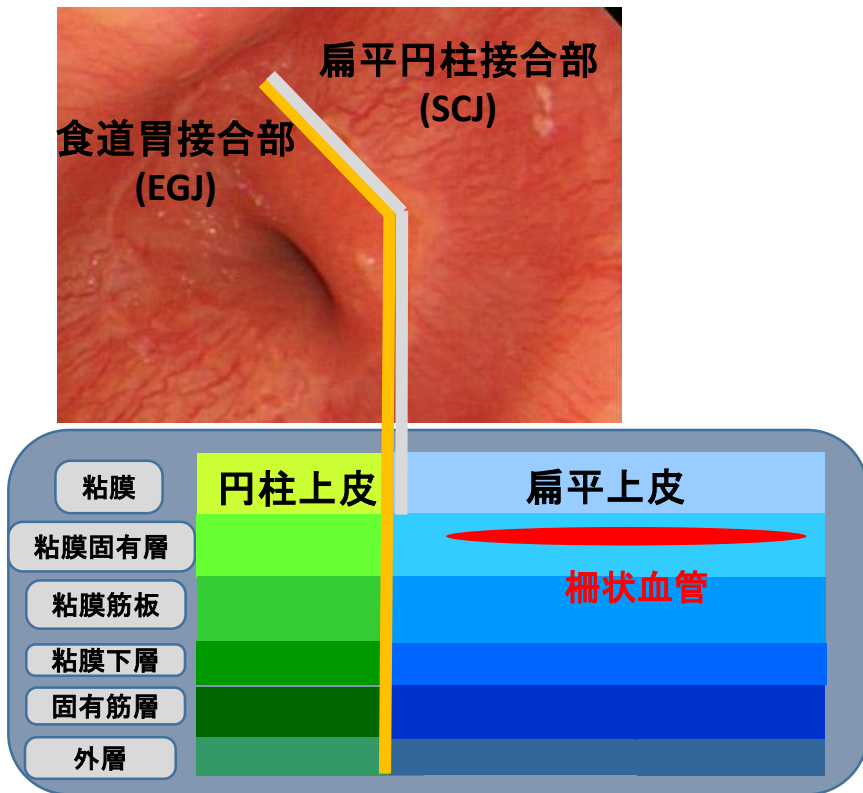 扁平円柱接合部
(SCJ)
食道胃接合部
(EGJ)
粘膜
円柱上皮
扁平上皮
粘膜固有層
粘膜筋板
柵状血管
粘膜下層
固有筋層
外層